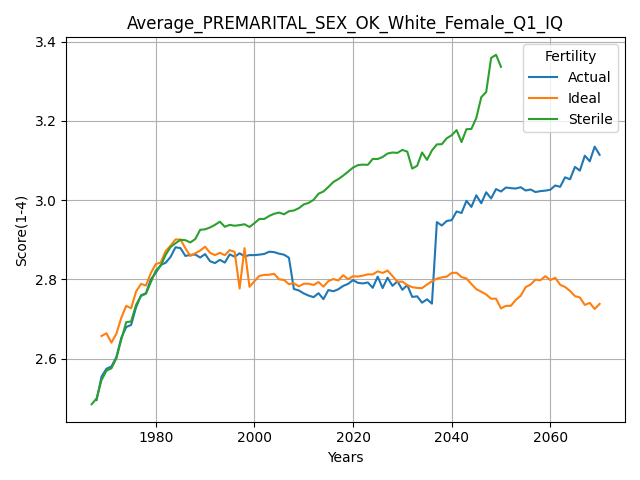 Average_PREMARITAL_SEX_OK_White_Female_Q1_IQ
Fertility
Actual
Ideal
Sterile
Score(1-4)
3.4
3.2
3.0
2.8
2.6
1980 2000 2020 2040 2060
Years